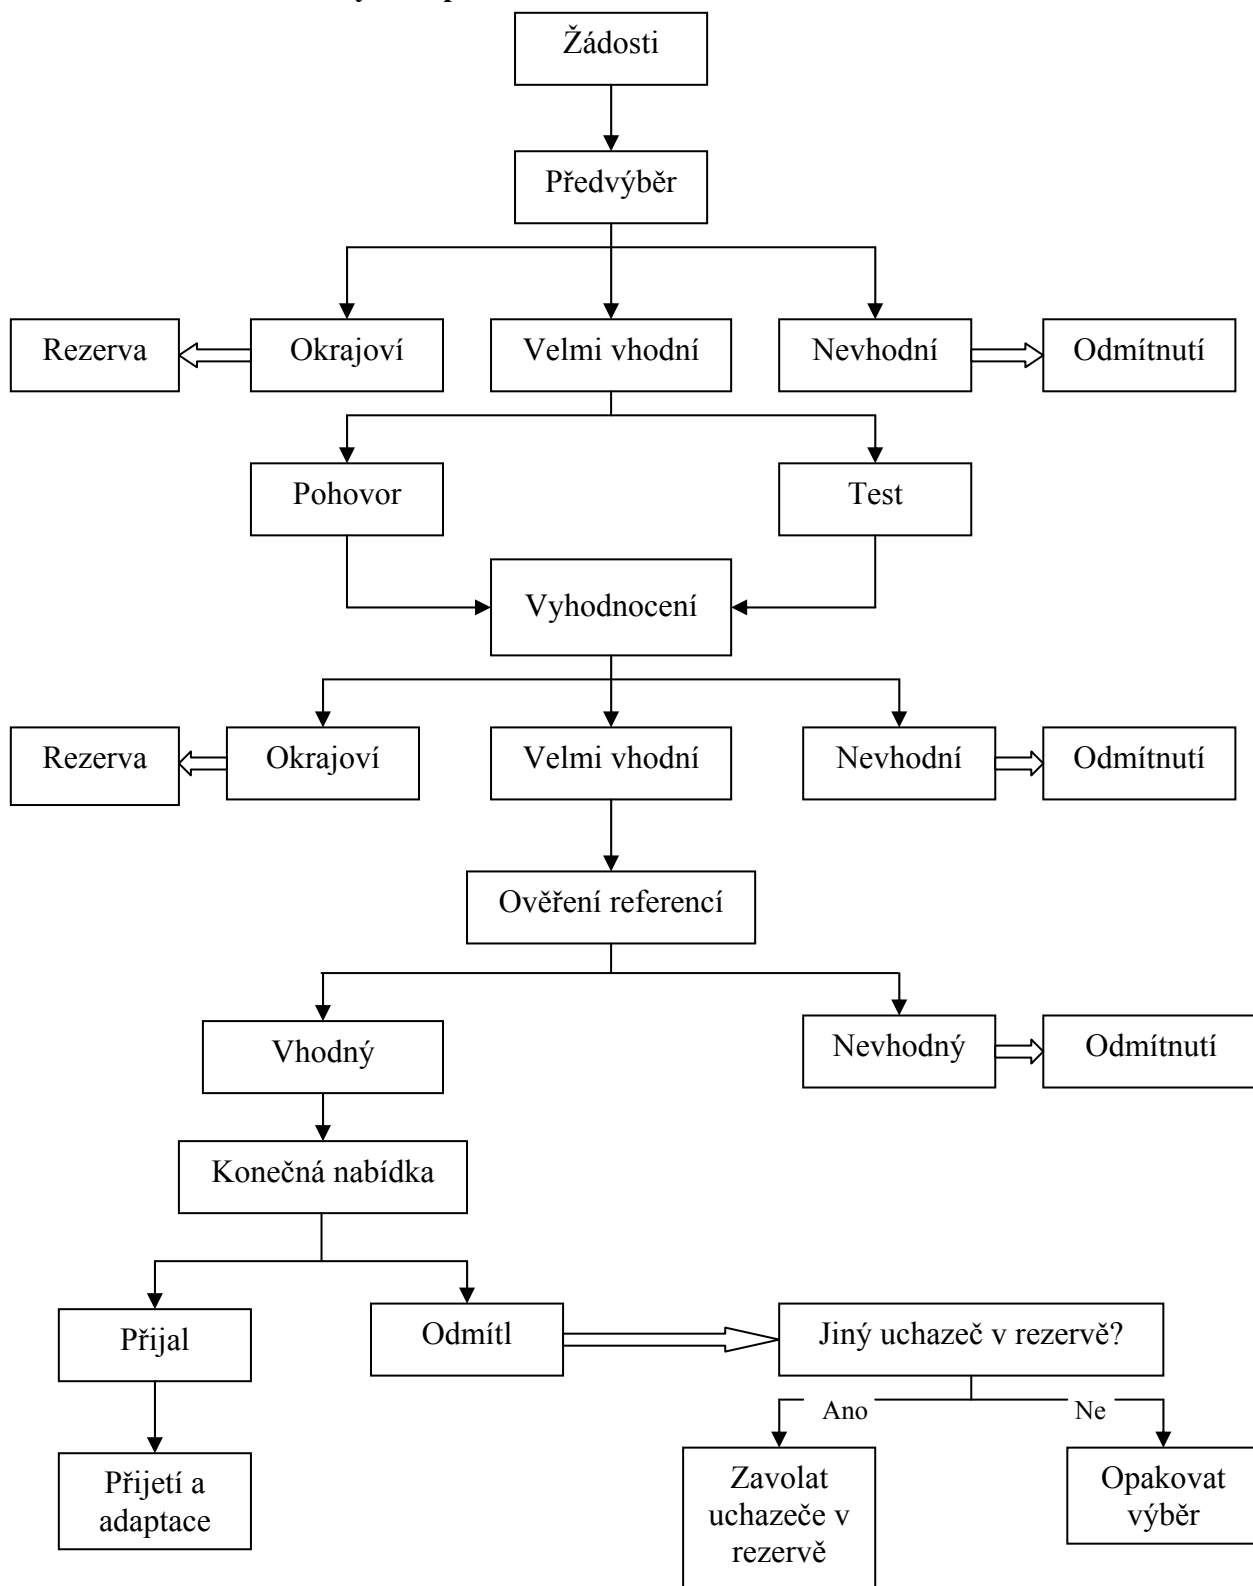 Žádosti
Předvýběr
Rezerva
Okrajoví
Velmi vhodní
Nevhodní
Odmítnutí
Pohovor
Test
Vyhodnocení
Rezerva
Okrajoví
Velmi vhodní
Nevhodní
Odmítnutí
Ověření referencí
Vhodný
Nevhodný
Odmítnutí
Konečná nabídka
Přijal
Odmítl
Jiný uchazeč v rezervě?
Ano
Ne
Přijetí a
adaptace
Zavolat
uchazeče v
rezervě
Opakovat
výběr